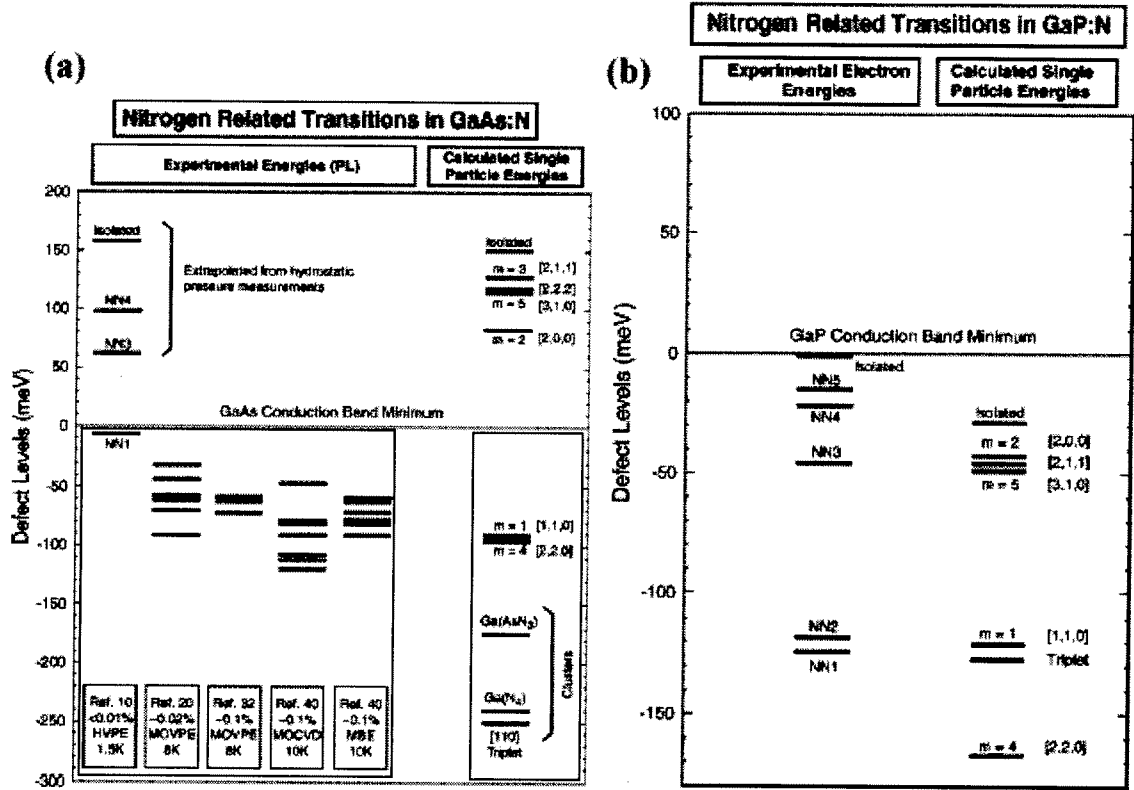 (a)
Nitrogen Related Transitions in GaAs:N
Experimental Energies (PL)
Calculated Single
Particle Energies
Defect Levels (meV)
200
150
100
50
0
-50
-100
-150
-200
-250
-300
Isolated
NN4
NN3
Extrapolated from hydrostatic
pressure measurements
Isolated
m = 3 [2,1,1]
[2,2,2]
m = 5 [3,1,0]
m = 2 [2,0,0]
GaAs Conduction Band Minimum
NN1
m = 1 [1,1,0]
m = 4 [2,2,0]
Ga(AsN3)
Ga(N4)
[110]
Triplet
Clusters
Ref. 10
<0.01%
HVPE
1.5K
Ref. 20
~0.02%
MOVPE
8K
Ref. 32
~0.1%
MOVPE
8K
Ref. 40
~0.1%
MOCVD
10K
Ref. 40
~0.1%
MBE
10K
(b)
Nitrogen Related Transitions in GaP:N
Experimental Electron
Energies
Calculated Single
Particle Energies
Defect Levels (meV)
100
50
0
-50
-100
-150
GaP Conduction Band Minimum
Isolated
NN5
NN4
NN3
NN2
NN1
Isolated
m = 2 [2,0,0]
[2,1,1]
m = 5 [3,1,0]
m = 1 [1,1,0]
Triplet
m = 4 [2,2,0]